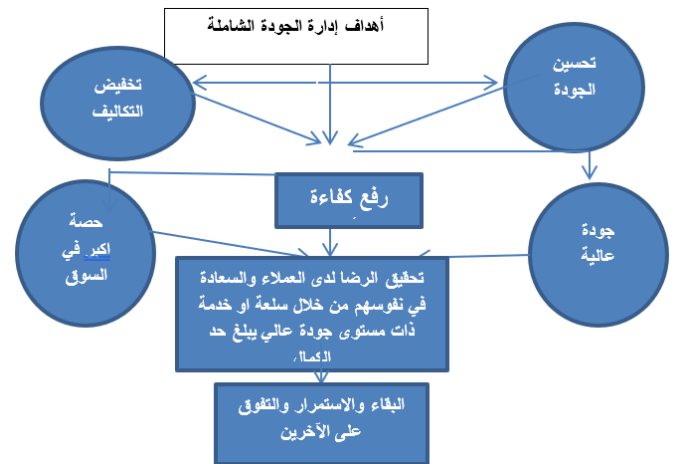 أهداف إدارة الجودة الشاملة
تحسين
الجودة
تخفيض
التكاليف
رفع كفاءة
جودة
عالية
حصة
اكبر في
السوق
تحقيق الرضا لدى العملاء والسعادة
في نفوسهم من خلال سلعة او خدمة
ذات مستوى جودة عالي يبلغ حد
الكمال
البقاء والاستمرار والتفوق
على الآخرين